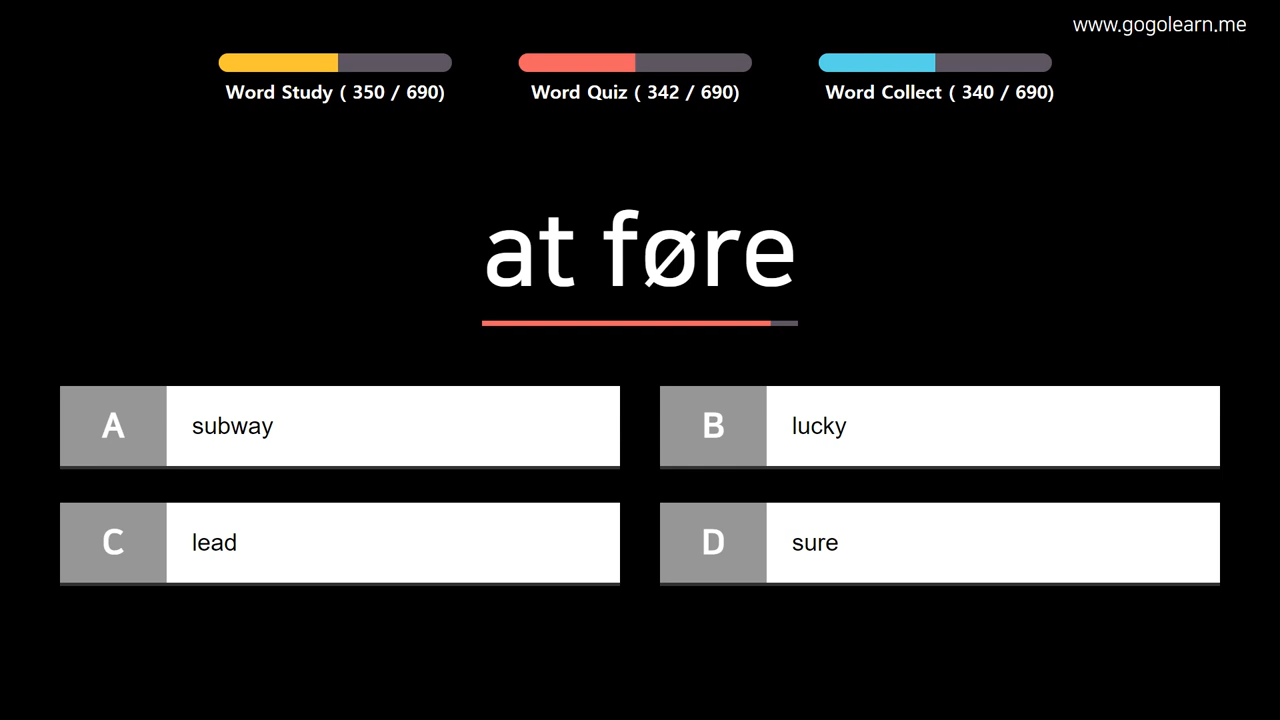 www.gogolearn.me
Word Study ( 350 / 690)
Word Quiz ( 342 / 690)
Word Collect ( 340 / 690)
at føre
A subway
B lucky
C lead
D sure